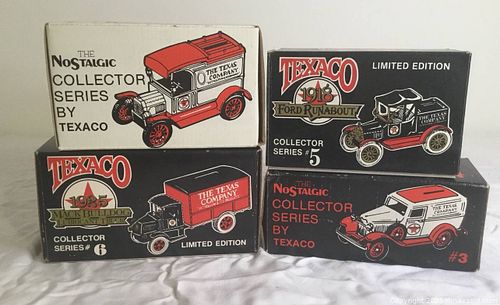 THE
NOSTALGIC
COLLECTOR
SERIES
BY
TEXACO
THE TEXAS
COMPANY
TEXACO
LIMITED EDITION
1918
FORD RUNABOUT
COLLECTOR
SERIES #5
THE TEXAS
COMPANY
TEXACO
MACK BULLDOG
COLLECTOR
SERIES # 6
THE TEXAS
COMPANY
LIMITED EDITION
THE
NOSTALGIC
COLLECTOR
SERIES
BY
TEXACO
THE TEXAS
COMPANY
#3